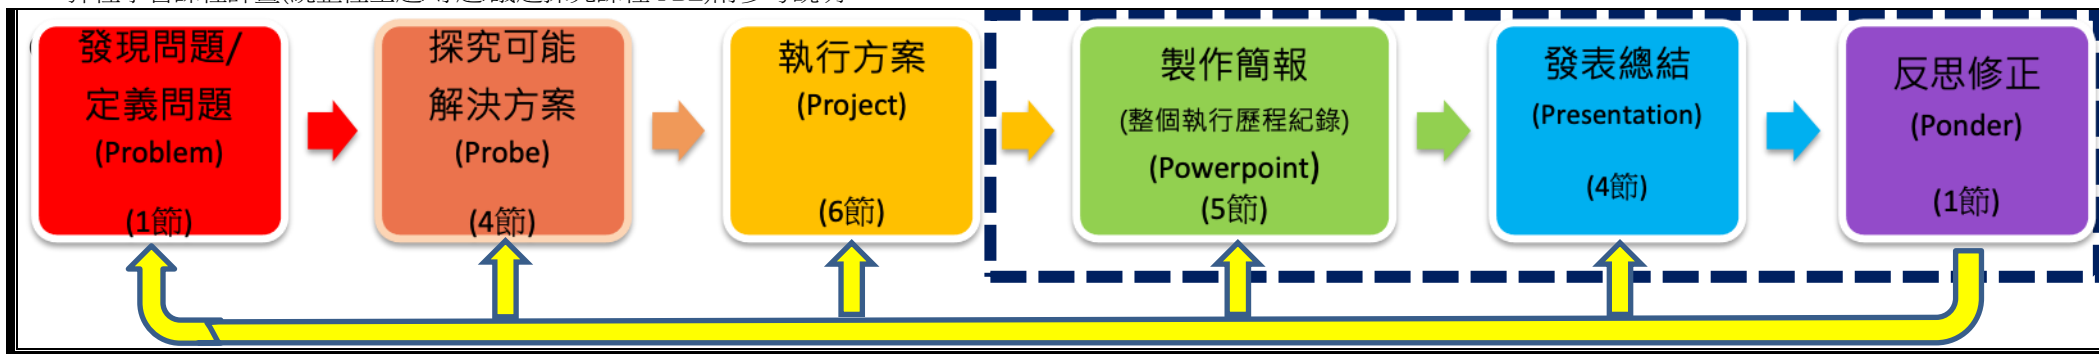 發現問題/
定義問題
(Problem)
(1節)
探究可能
解決方案
(Probe)
(4節)
執行方案
(Project)
(6節)
製作簡報
(整個執行歷程紀錄)
(Powerpoint)
(5節)
發表總結
(Presentation)
(4節)
反思修正
(Ponder)
(1節)